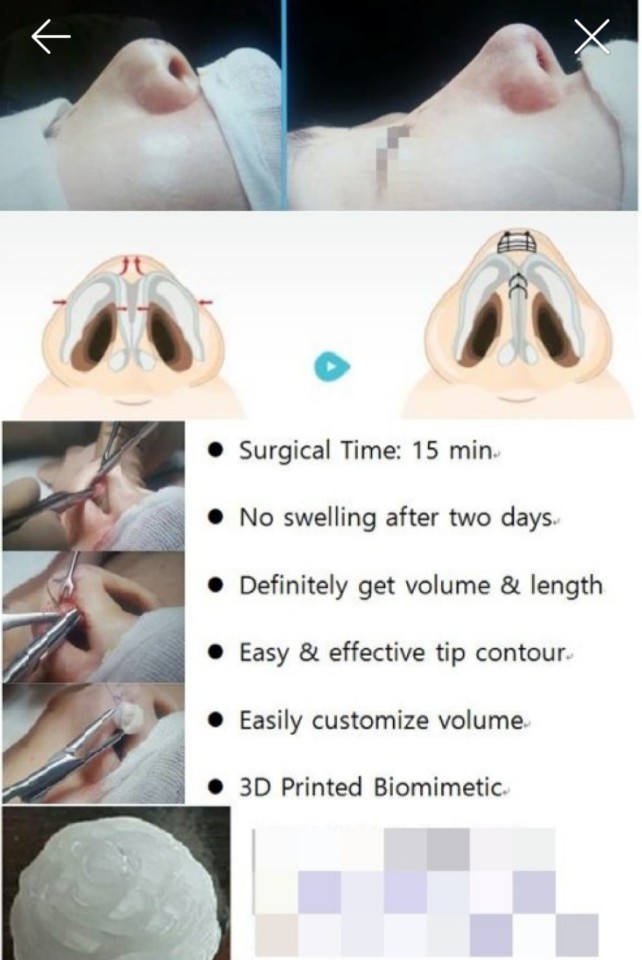 Surgical Time: 15 min
No swelling after two days
Definitely get volume & length
Easy & effective tip contour
Easily customize volume
3D Printed Biomimetic